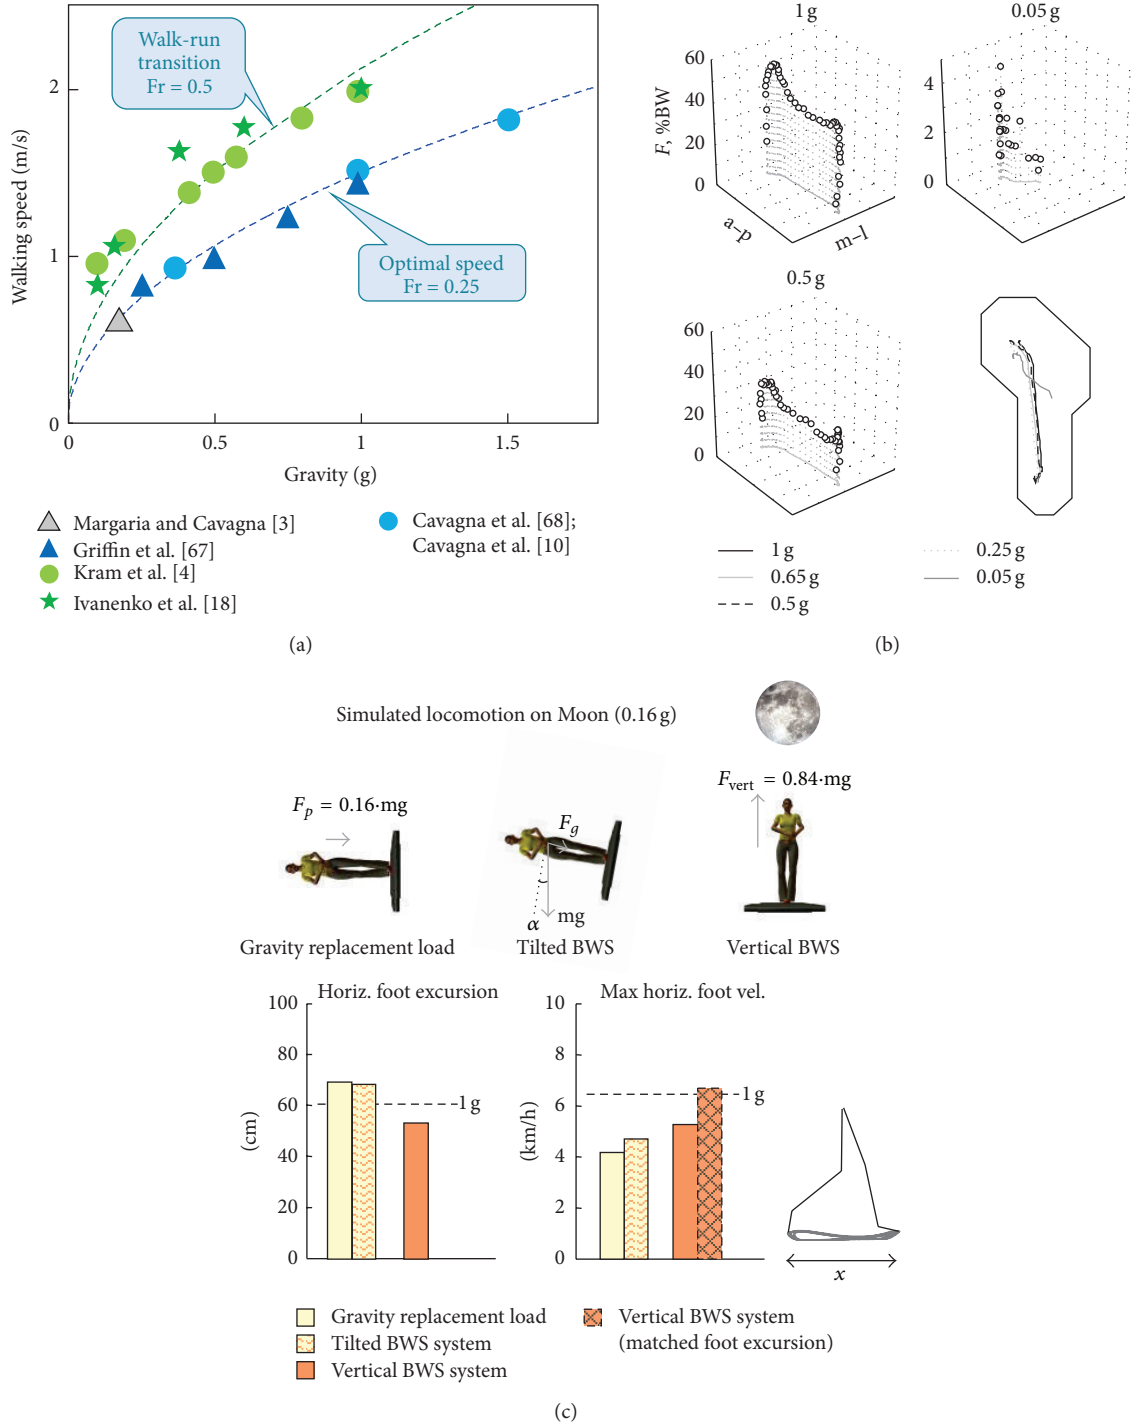 Walk-run
transition
Fr = 0.5
Optimal speed
Fr = 0.25
Walking speed (m/s)
2
1
0
0 0.5 1 1.5
Gravity (g)
Margaria and Cavagna [3]
Griffin et al. [67]
Kram et al. [4]
Ivanenko et al. [18]
Cavagna et al. [68];
Cavagna et al. [10]
(a)
1 g
F, %BW
60
40
20
0
a–p
m–l
0.05 g
4
2
0
0.5 g
60
40
20
0
1 g
0.65 g
0.5 g
0.25 g
0.05 g
(b)
Simulated locomotion on Moon (0.16 g)
Fp = 0.16·mg
Gravity replacement load
Fg
α
mg
Tilted BWS
Fvert = 0.84·mg
Vertical BWS
Horiz. foot excursion
(cm)
100
80
60
40
20
0
1 g
Max horiz. foot vel.
(km/h)
10
8
6
4
2
0
1 g
x
Gravity replacement load
Tilted BWS system
Vertical BWS system
Vertical BWS system
(matched foot excursion)
(c)